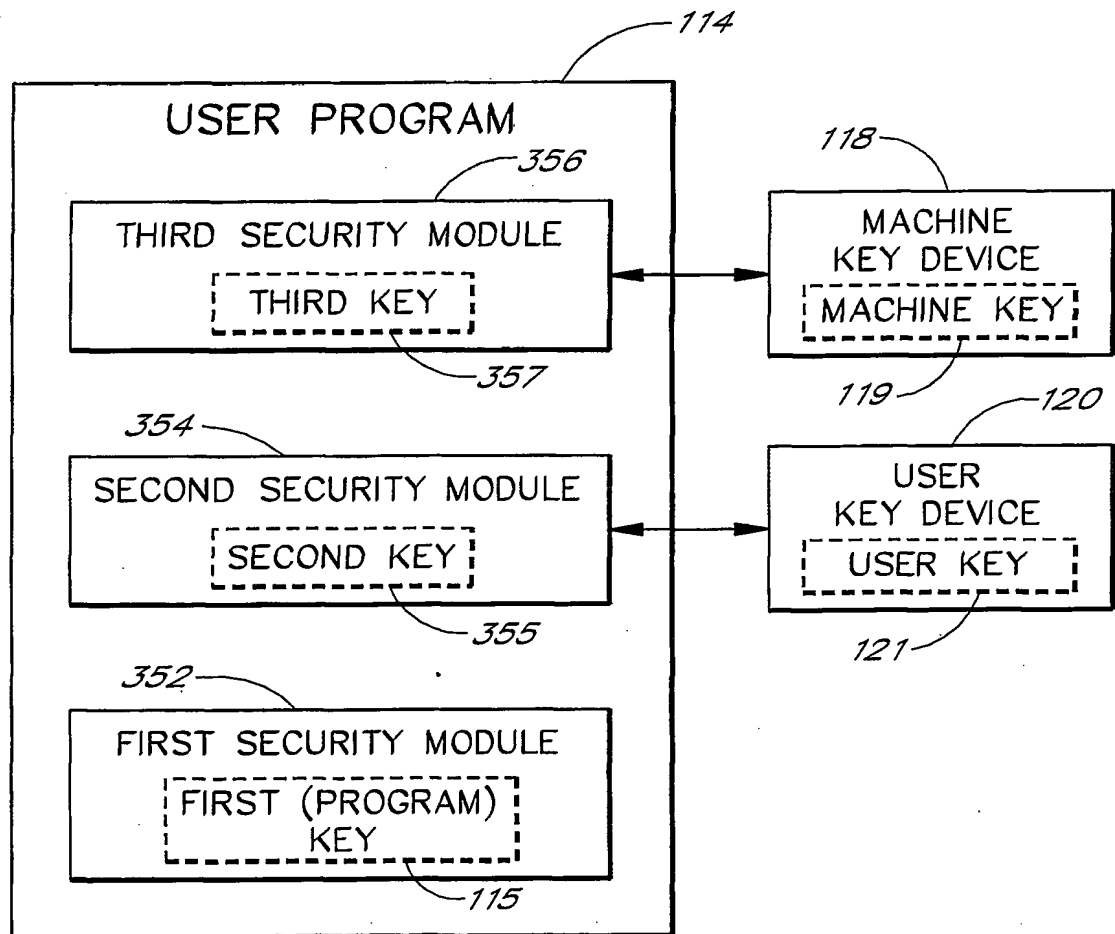 114
USER PROGRAM
356
THIRD SECURITY MODULE
THIRD KEY
357
118
MACHINE
KEY DEVICE
MACHINE KEY
119
354
SECOND SECURITY MODULE
SECOND KEY
355
120
USER
KEY DEVICE
USER KEY
121
352
FIRST SECURITY MODULE
FIRST (PROGRAM)
KEY
115